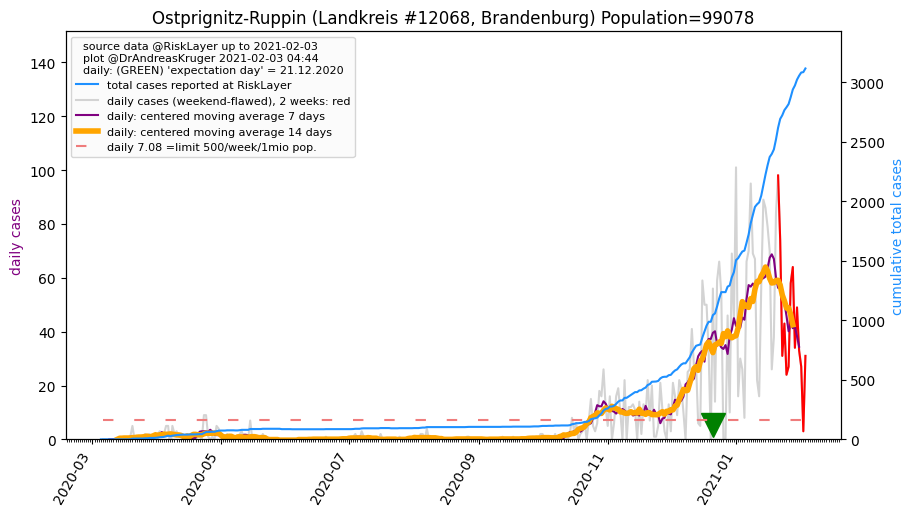 Ostprignitz-Ruppin (Landkreis #12068, Brandenburg) Population=99078
source data @RiskLayer up to 2021-02-03
plot @DrAndreasKruger 2021-02-03 04:44
daily: (GREEN) 'expectation day' = 21.12.2020
total cases reported at RiskLayer
daily cases (weekend-flawed), 2 weeks: red
daily: centered moving average 7 days
daily: centered moving average 14 days
daily 7.08 =limit 500/week/1mio pop.
daily cases
140
120
100
80
60
40
20
0
cumulative total cases
3000
2500
2000
1500
1000
500
0
2020-03
2020-05
2020-07
2020-09
2020-11
2021-01